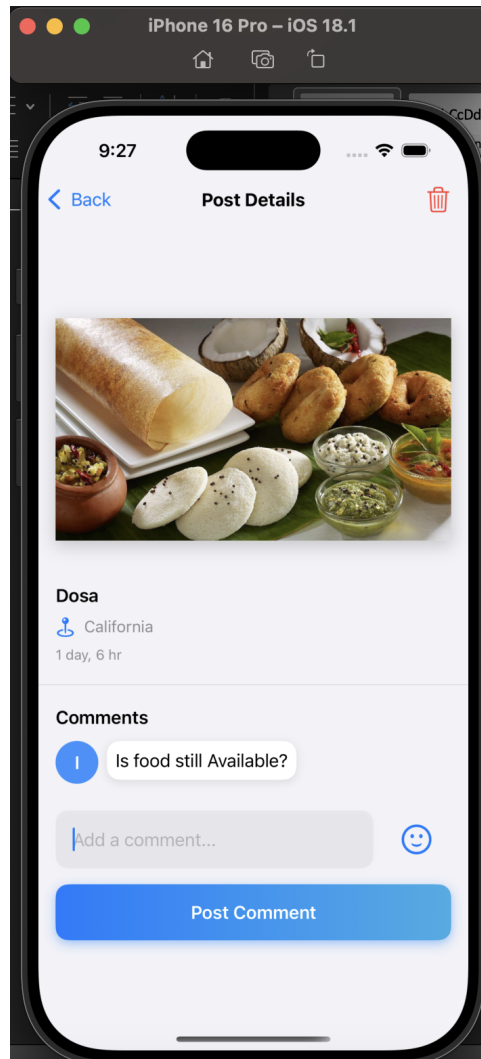 iPhone 16 Pro – iOS 18.1
CcDd
9:27
Back
Post Details
Dosa
California
1 day, 6 hr
Comments
I
Is food still Available?
Add a comment...
Post Comment